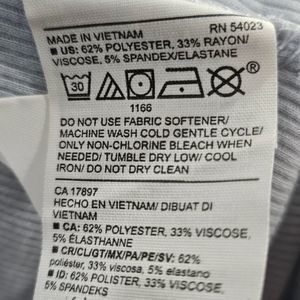 MADE IN VIETNAM RN 54023
■ US: 62% POLYESTER, 33% RAYON/
VISCOSE, 5% SPANDEX/ELASTANE
30
®
1166
DO NOT USE FABRIC SOFTENER/
MACHINE WASH COLD GENTLE CYCLE/
ONLY NON-CHLORINE BLEACH WHEN
NEEDED/ TUMBLE DRY LOW/ COOL
IRON/ DO NOT DRY CLEAN
CA 17897
HECHO EN VIETNAM/ DIBUAT DI
VIETNAM
■ CA: 62% POLYESTER, 33% VISCOSE,
5% ÉLASTHANNE
■ CR/CL/GT/MX/PA/PE/SV: 62%
poliéster, 33% viscosa, 5% elastano
■ ID: 62% POLIESTER, 33% VISCOSE,
5% SPANDEKS